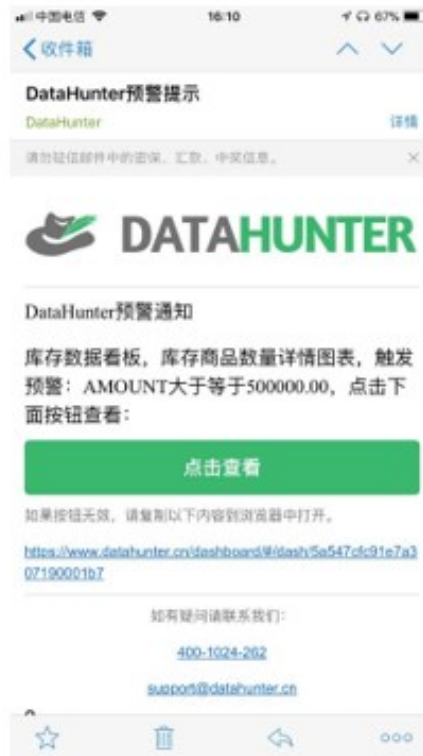 中国电信
16:10
67%
收件箱
DataHunter预警提示
DataHunter
详情
请勿轻信邮件中的密保、汇款、中奖信息。
DATAHUNTER
DataHunter预警通知
库存数据看板，库存商品数量详情图表，触发
预警：AMOUNT大于等于500000.00，点击下
面按钮查看：
点击查看
如果按钮无效，请复制以下内容到浏览器中打开。
https://www.datahunter.cn/dashboard/#/dash/5a547cfc91e7a3
07190001b7
如有疑问请联系我们：
400-1024-262
support@datahunter.cn